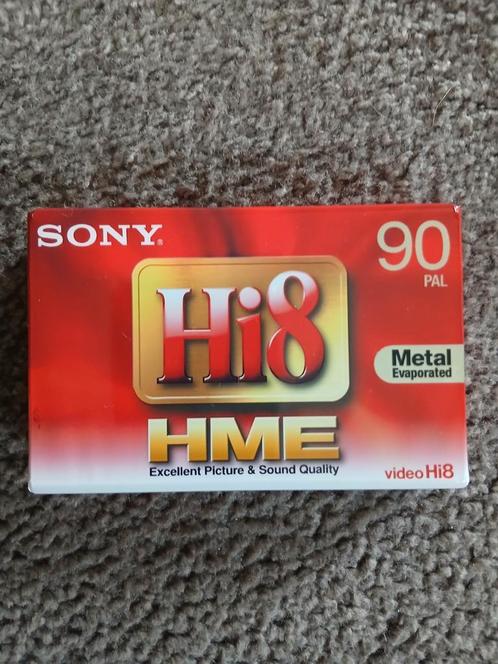 SONY®
90
PAL
Hi8
Metal
Evaporated
HME
Excellent Picture & Sound Quality
video Hi8